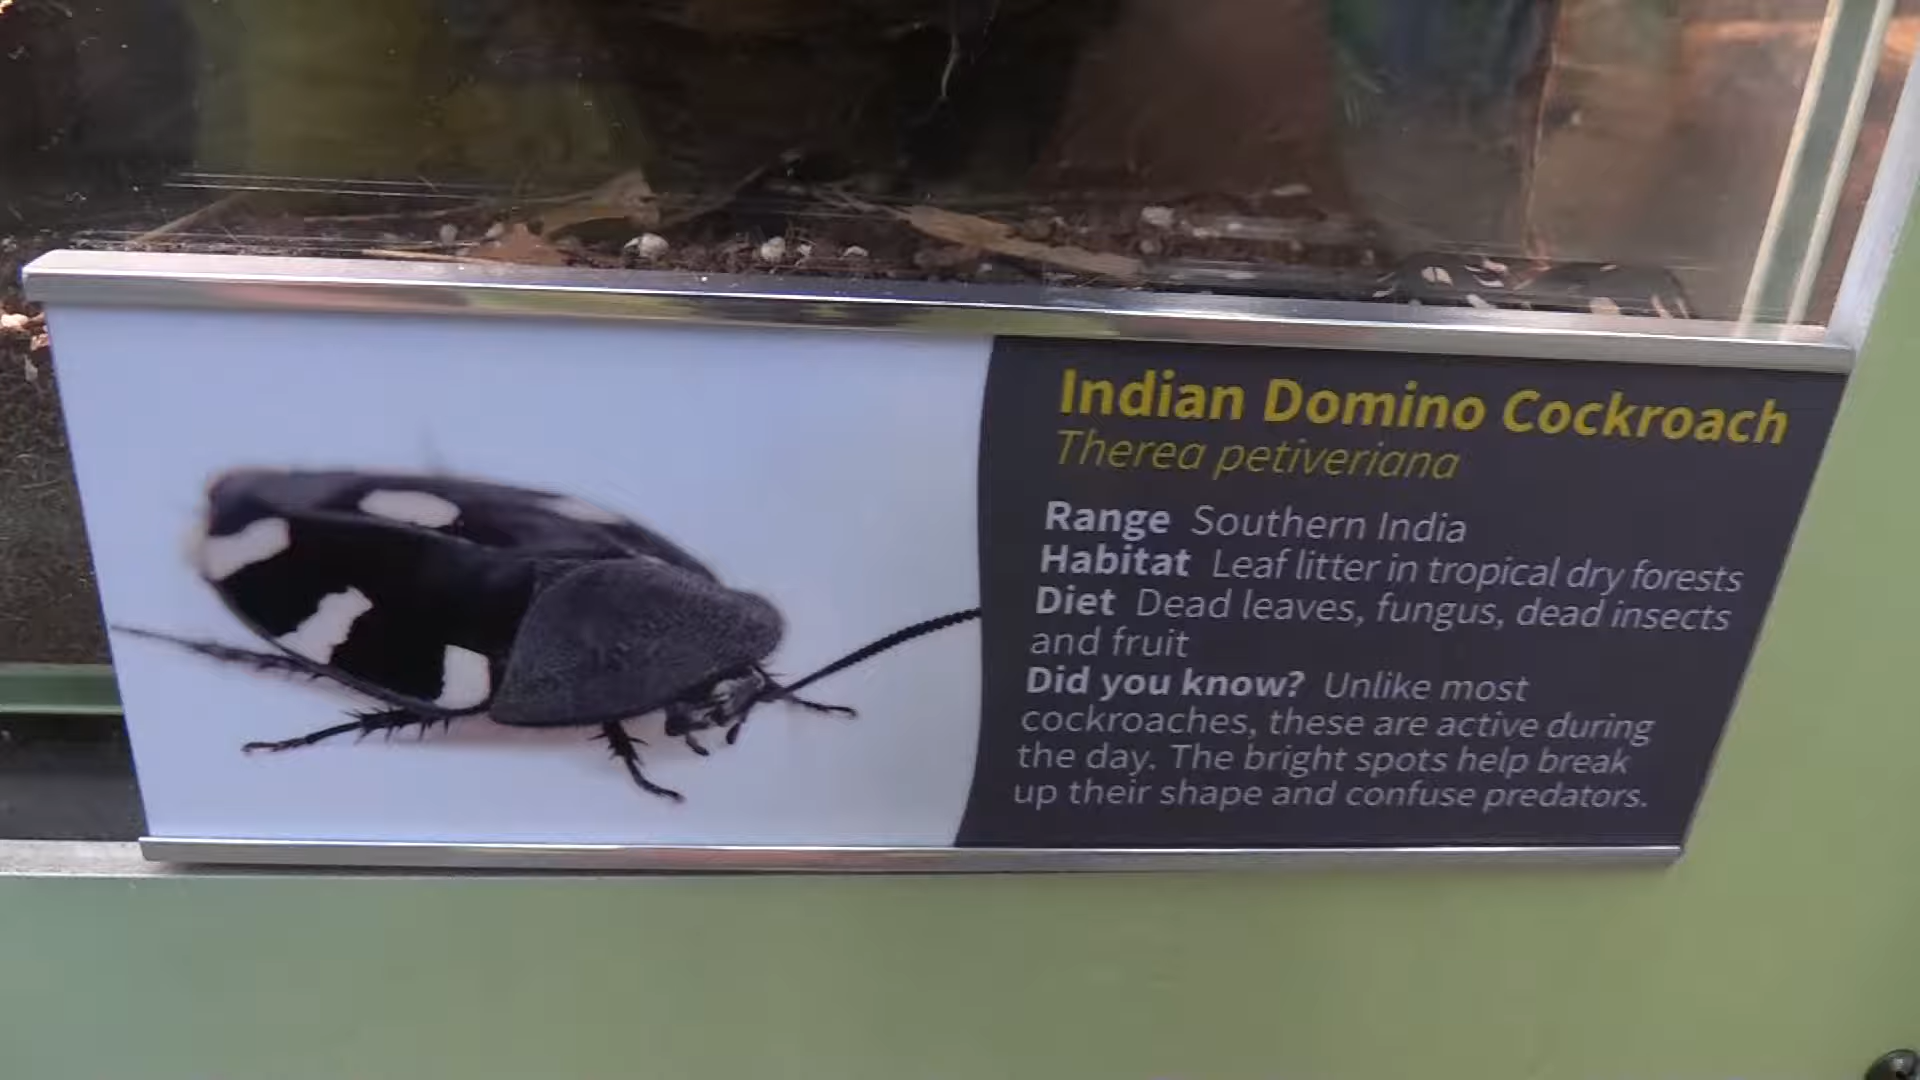 Indian Domino Cockroach
Therea petiveriana
Range Southern India
Habitat Leaf litter in tropical dry forests
Diet Dead leaves, fungus, dead insects
and fruit
Did you know? Unlike most
cockroaches, these are active during
the day. The bright spots help break
up their shape and confuse predators.